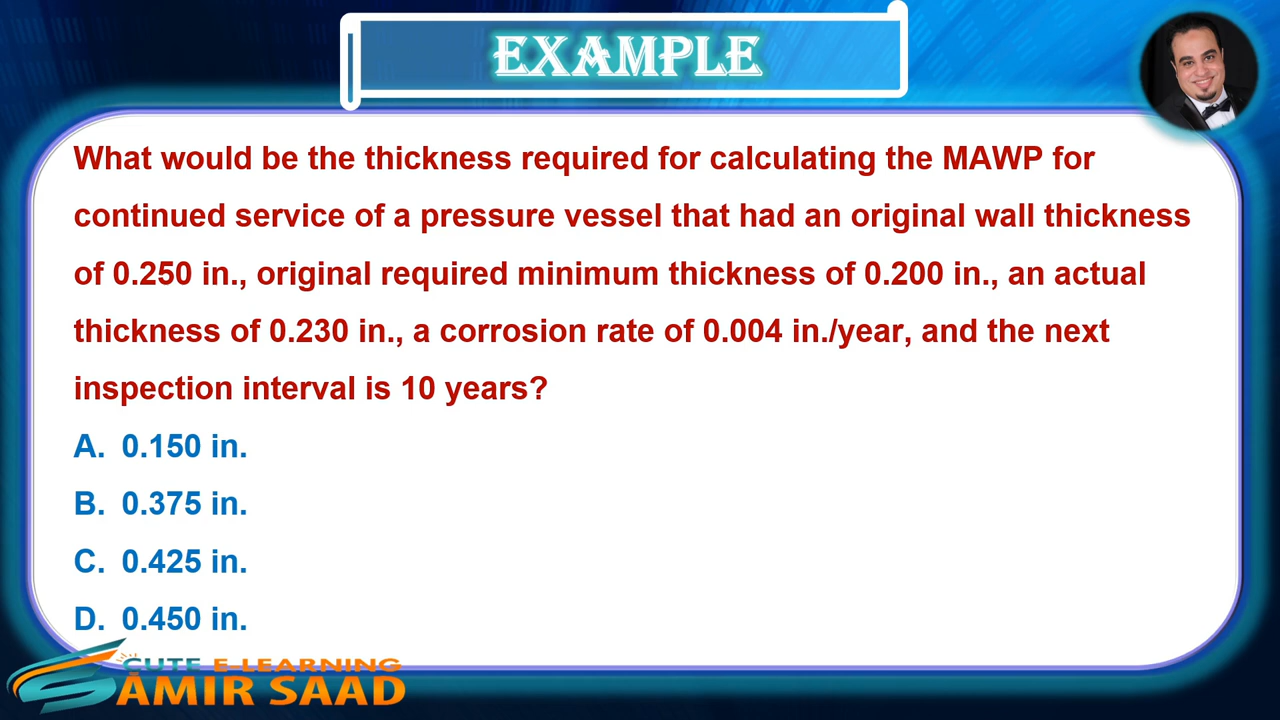 EXAMPLE
What would be the thickness required for calculating the MAWP for
continued service of a pressure vessel that had an original wall thickness
of 0.250 in., original required minimum thickness of 0.200 in., an actual
thickness of 0.230 in., a corrosion rate of 0.004 in./year, and the next
inspection interval is 10 years?
A. 0.150 in.
B. 0.375 in.
C. 0.425 in.
D. 0.450 in.
CUTE E-LEARNING
AMIR SAAD